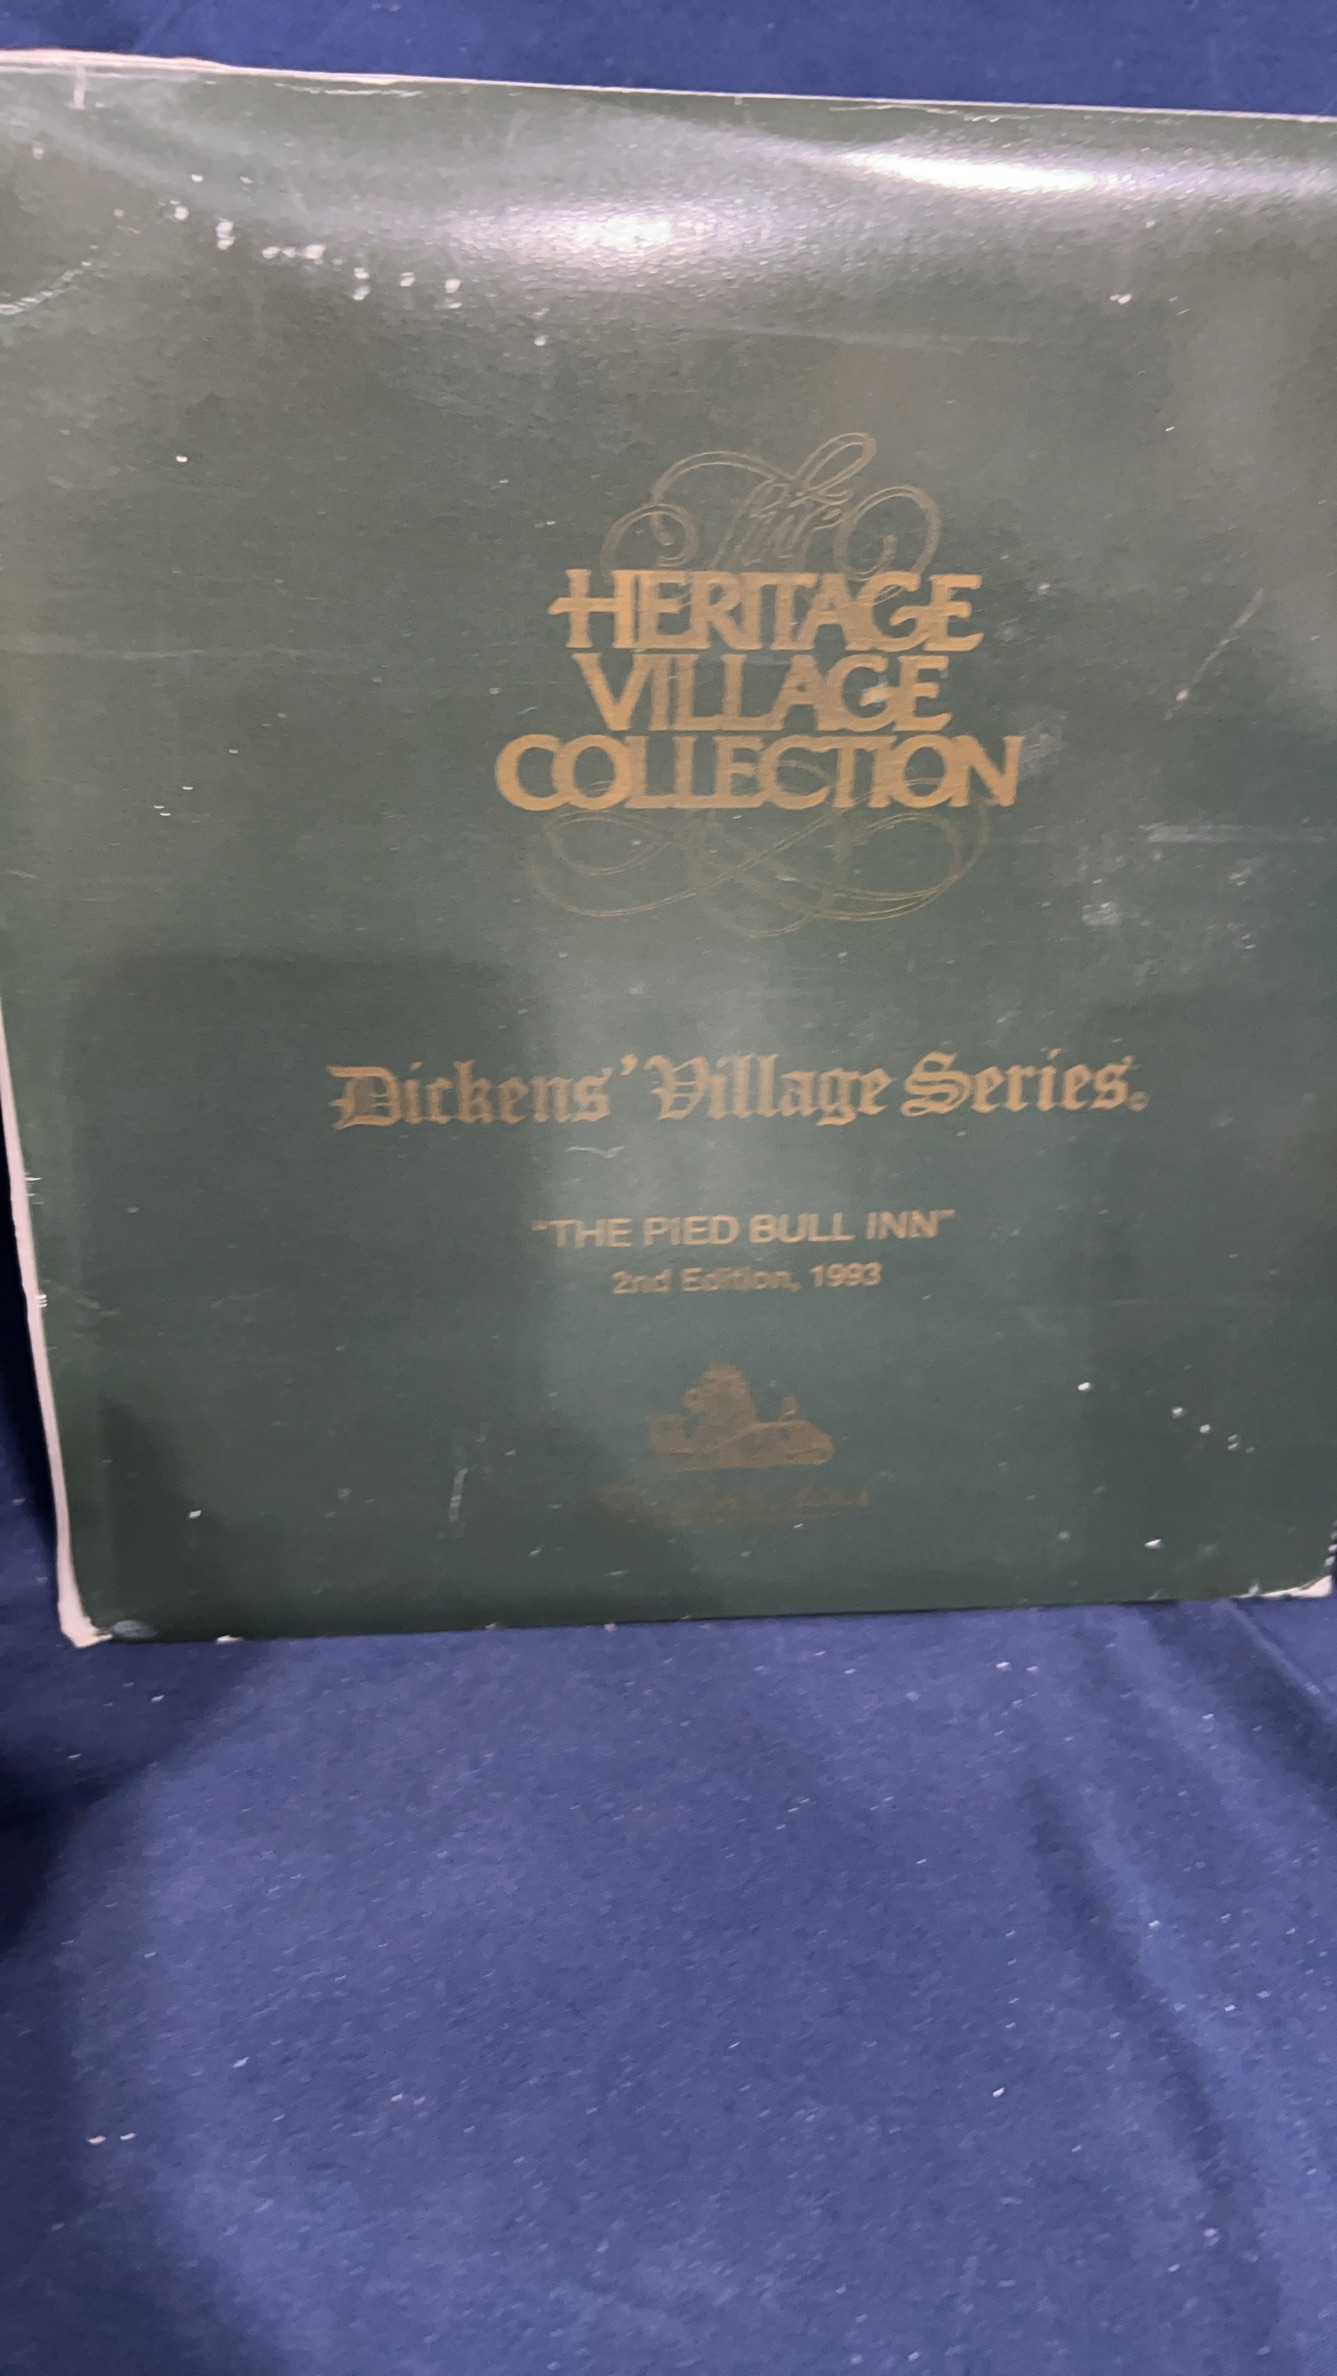 The
HERITAGE
VILLAGE
COLLECTION
Dickens' Village Series®
"THE PIED BULL INN"
2nd Edition, 1993